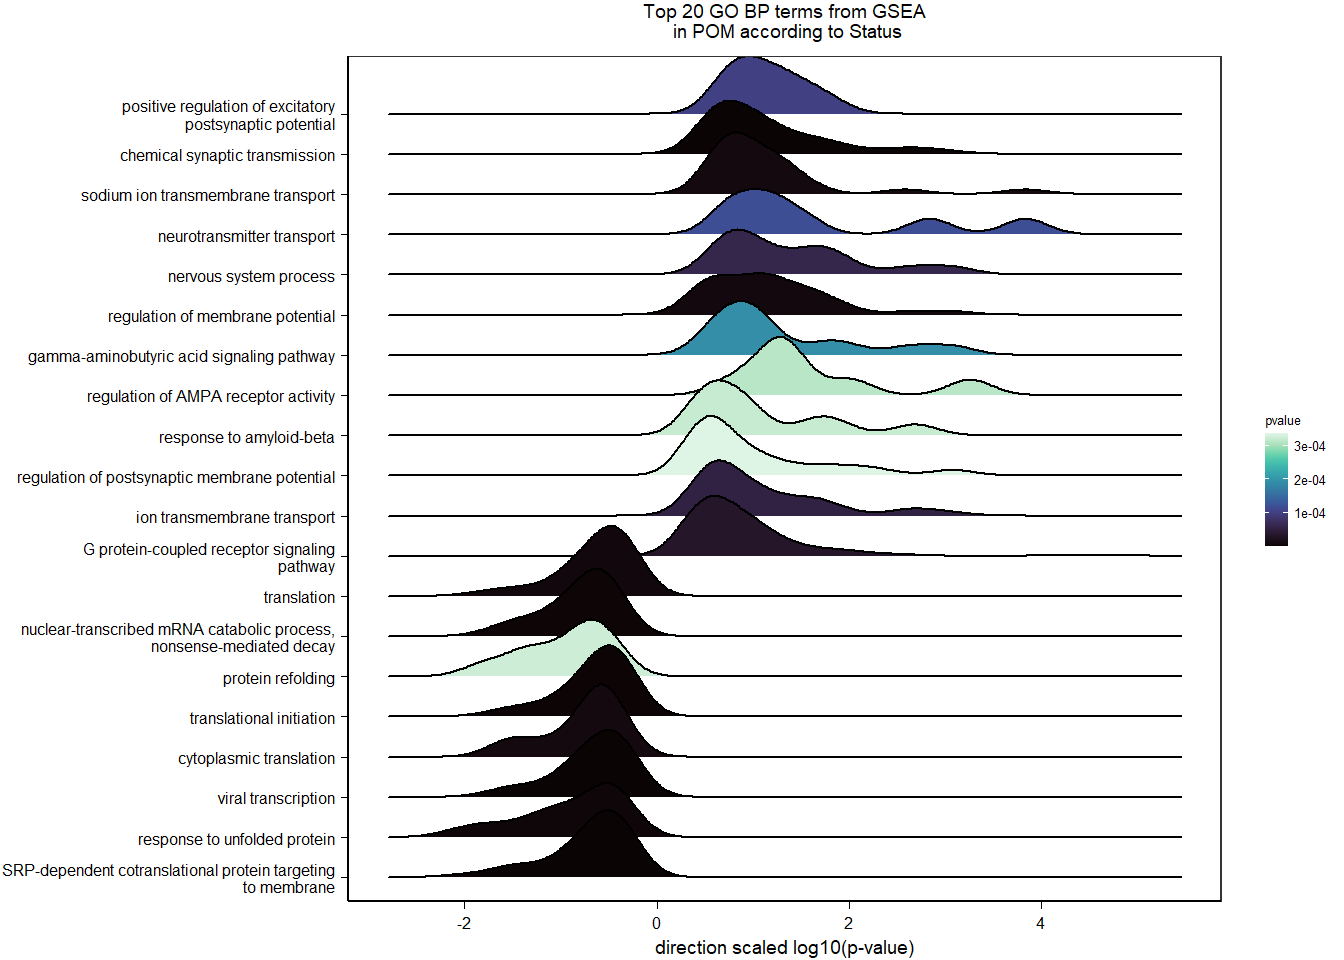 Top 20 GO BP terms from GSEA
in POM according to Status
positive regulation of excitatory
postsynaptic potential
chemical synaptic transmission
sodium ion transmembrane transport
neurotransmitter transport
nervous system process
regulation of membrane potential
gamma-aminobutyric acid signaling pathway
regulation of AMPA receptor activity
response to amyloid-beta
regulation of postsynaptic membrane potential
ion transmembrane transport
G protein-coupled receptor signaling
pathway
translation
nuclear-transcribed mRNA catabolic process,
nonsense-mediated decay
protein refolding
translational initiation
cytoplasmic translation
viral transcription
response to unfolded protein
SRP-dependent cotranslational protein targeting
to membrane
-2 0 2 4
direction scaled log10(p-value)
pvalue
3e-04
2e-04
1e-04